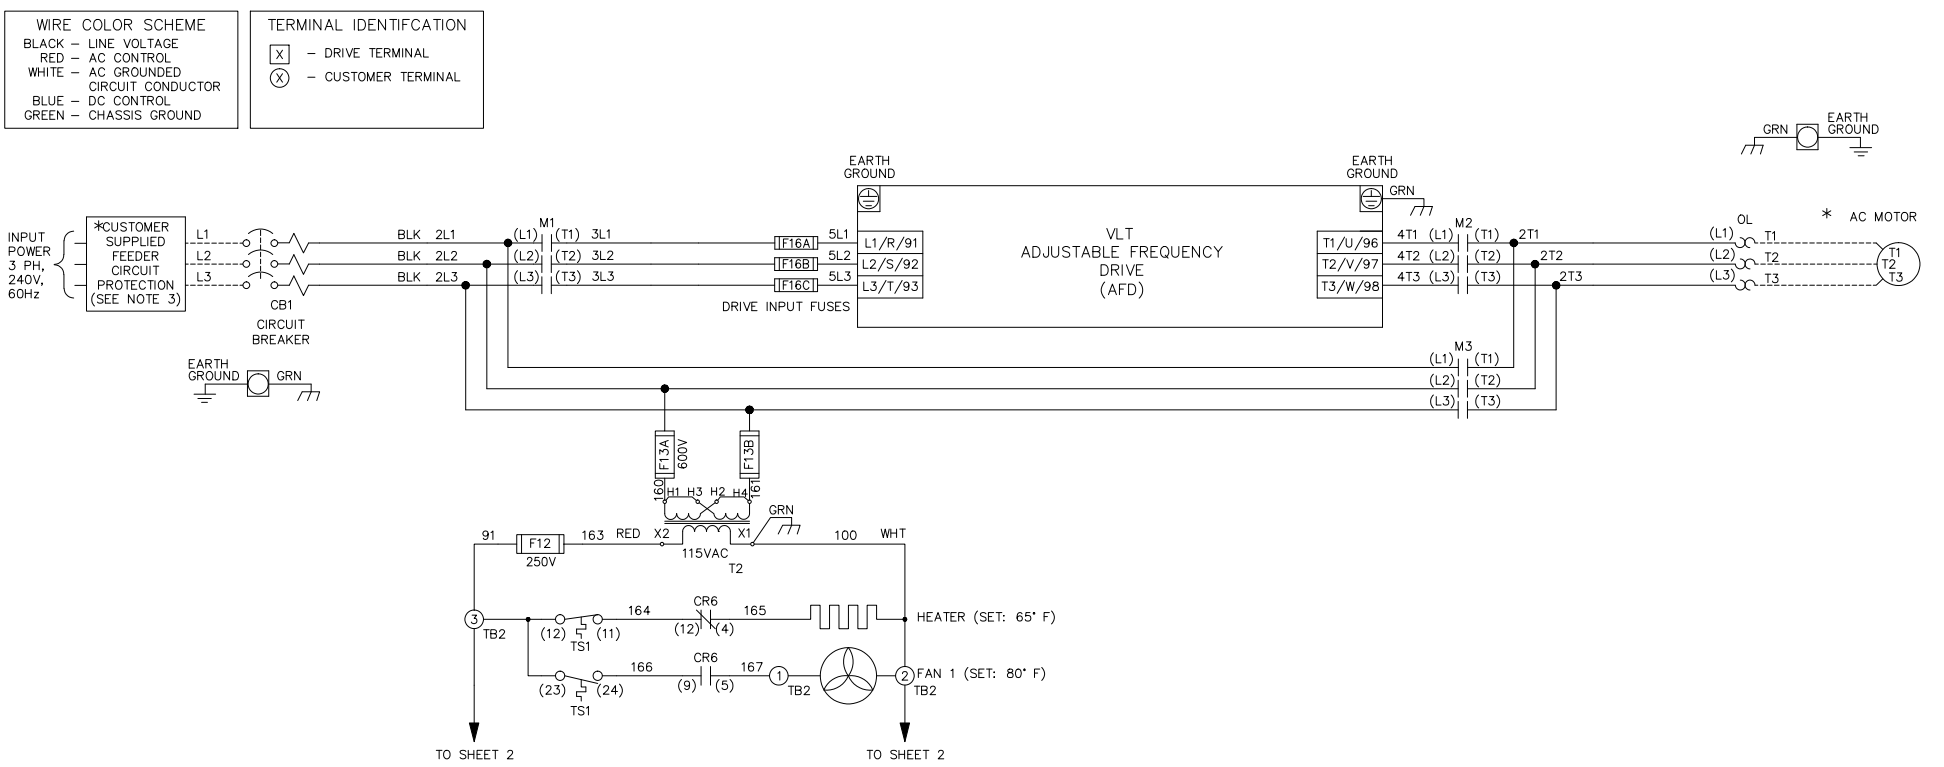 WIRE COLOR SCHEME
BLACK – LINE VOLTAGE
RED – AC CONTROL
WHITE – AC GROUNDED
CIRCUIT CONDUCTOR
BLUE – DC CONTROL
GREEN – CHASSIS GROUND
TERMINAL IDENTIFCATION
X – DRIVE TERMINAL
X – CUSTOMER TERMINAL
GRN
EARTH
GROUND
INPUT
POWER
3 PH,
240V,
60Hz
*CUSTOMER
SUPPLIED
FEEDER
CIRCUIT
PROTECTION
(SEE NOTE 3)
L1
L2
L3
CB1
CIRCUIT
BREAKER
EARTH
GROUND
GRN
BLK 2L1
BLK 2L2
BLK 2L3
M1
(L1) (T1) 3L1
(L2) (T2) 3L2
(L3) (T3) 3L3
F16A 5L1
F16B 5L2
F16C 5L3
DRIVE INPUT FUSES
EARTH
GROUND
L1/R/91
L2/S/92
L3/T/93
VLT
ADJUSTABLE FREQUENCY
DRIVE
(AFD)
EARTH
GROUND
GRN
T1/U/96
T2/V/97
T3/W/98
M2
4T1 (L1) (T1) 2T1
4T2 (L2) (T2) 2T2
4T3 (L3) (T3) 2T3
OL
(L1) T1
(L2) T2
(L3) T3
* AC MOTOR
T1
T2
T3
M3
(L1) (T1)
(L2) (T2)
(L3) (T3)
F13A
600V
F13B
160
161
H1 H3 H2 H4
GRN
91
F12
250V
163 RED X2
X1
100 WHT
115VAC
T2
3
TB2
(12) (11)
TS1
164
CR6
(12) (4)
165
HEATER (SET: 65° F)
(23) (24)
TS1
166
CR6
(9) (5)
167
1
TB2
2
TB2
FAN 1 (SET: 80° F)
TO SHEET 2
TO SHEET 2